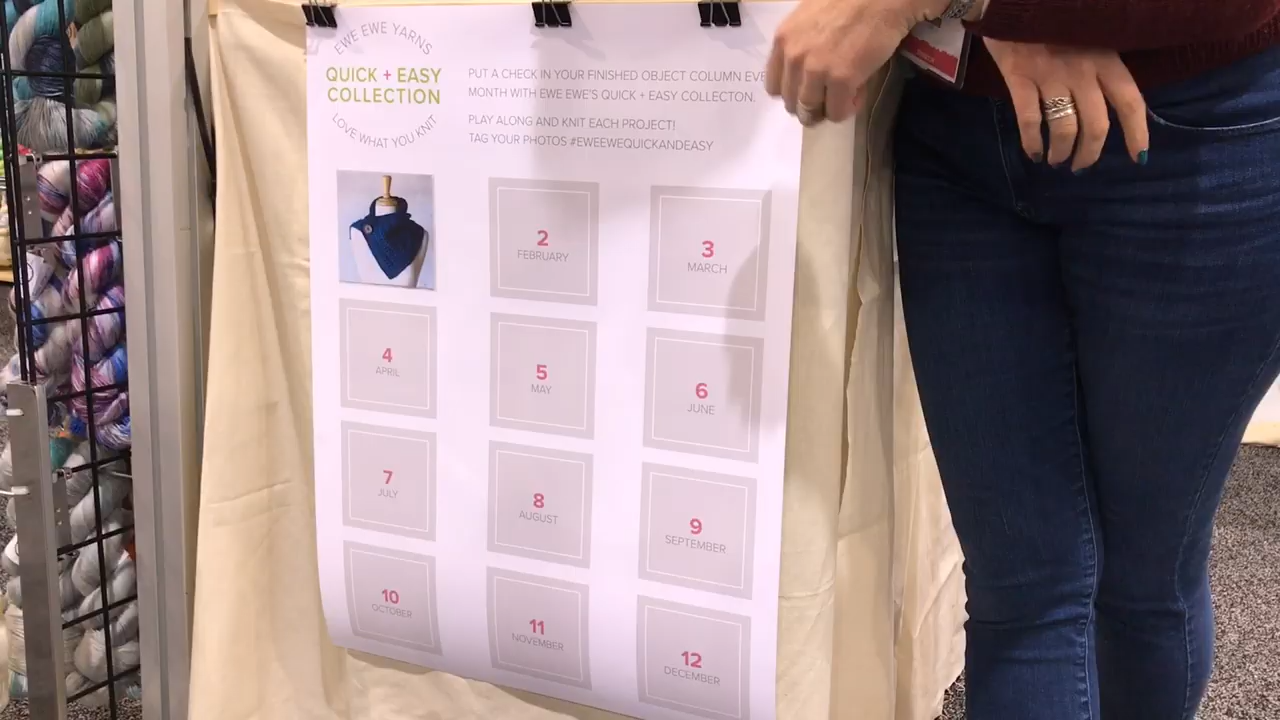 EWE EWE YARNS
QUICK + EASY
COLLECTION
LOVE WHAT YOU KNIT
PUT A CHECK IN YOUR FINISHED OBJECT COLUMN EVE
MONTH WITH EWE EWE'S QUICK + EASY COLLECTON.
PLAY ALONG AND KNIT EACH PROJECT!
TAG YOUR PHOTOS #EWEEWEQUICKANDEASY
2
FEBRUARY
3
MARCH
4
APRIL
5
MAY
6
JUNE
7
JULY
8
AUGUST
9
SEPTEMBER
10
OCTOBER
11
NOVEMBER
12
DECEMBER